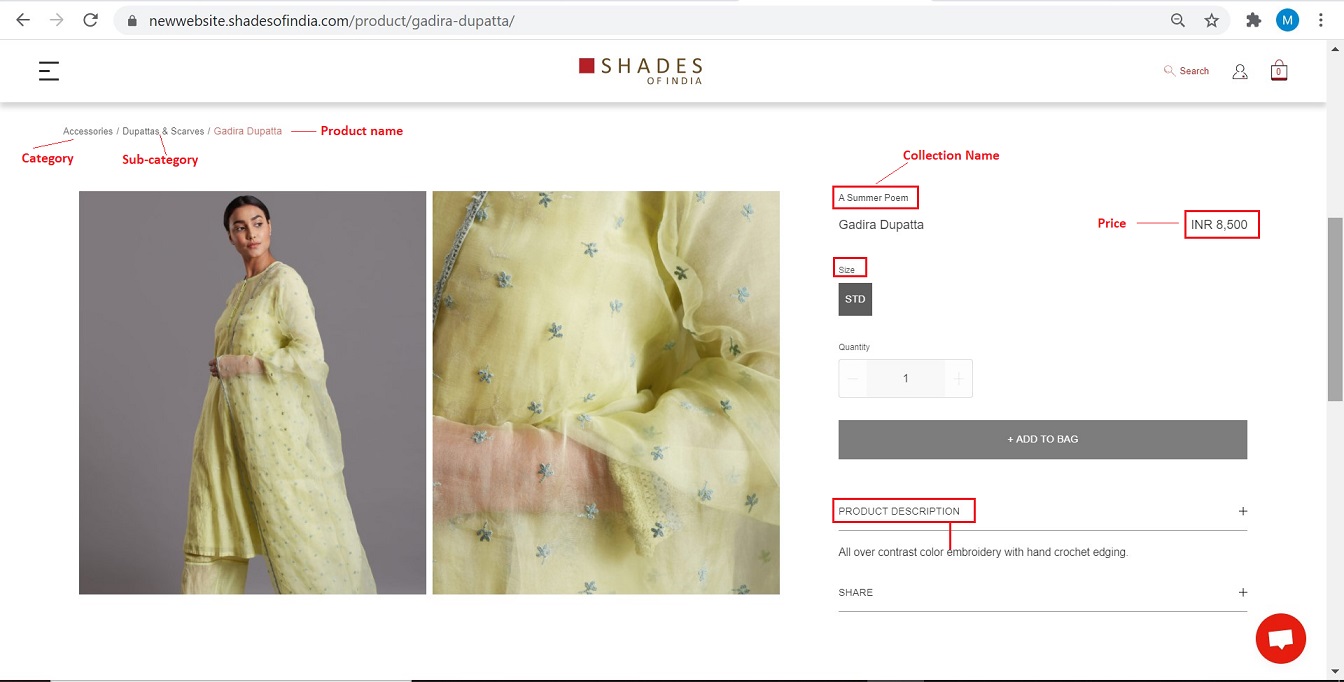 newwebsite.shadesofindia.com/product/gadira-dupatta/
M
SHADES
OF INDIA
Search
0
Accessories / Dupattas & Scarves / Gadira Dupatta
Product name
Category
Sub-category
Collection Name
A Summer Poem
Gadira Dupatta
Price
INR 8,500
Size
STD
Quantity
1
+ ADD TO BAG
PRODUCT DESCRIPTION
All over contrast color embroidery with hand crochet edging.
SHARE